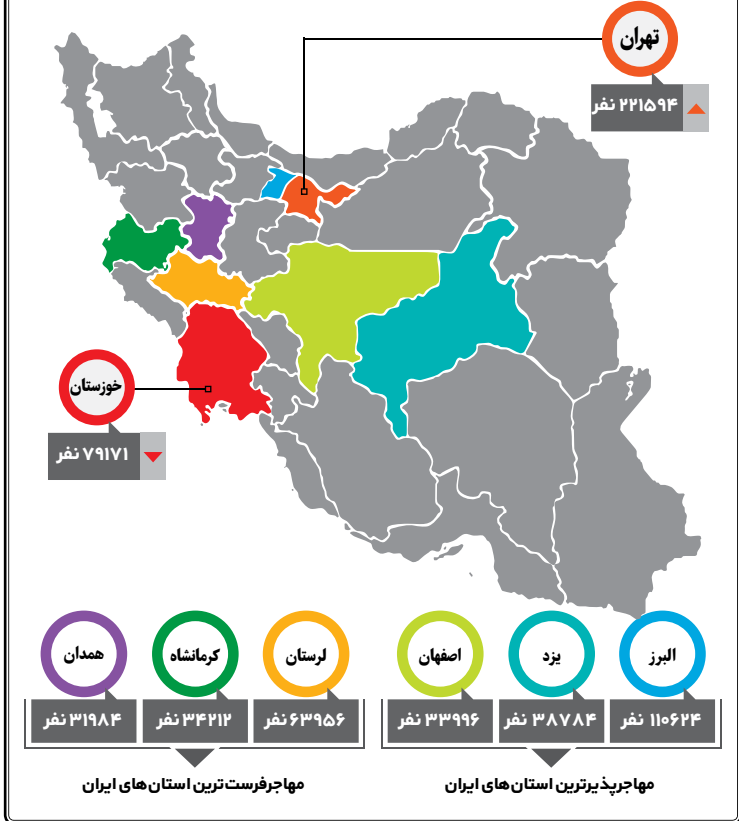 تهران
۲۲۱۵۹۴ نفر
خوزستان
۷۹۱۷۱ نفر
البرز
یزد
اصفهان
لرستان
کرمانشاه
همدان
۱۱۰۶۲۴ نفر
۳۸۷۸۴ نفر
۳۳۹۹۶ نفر
۶۳۹۵۶ نفر
۳۴۲۱۲ نفر
۳۱۹۸۴ نفر
مهاجرپذیرترین استان‌های ایران
مهاجرفرست‌ترین استان‌های ایران